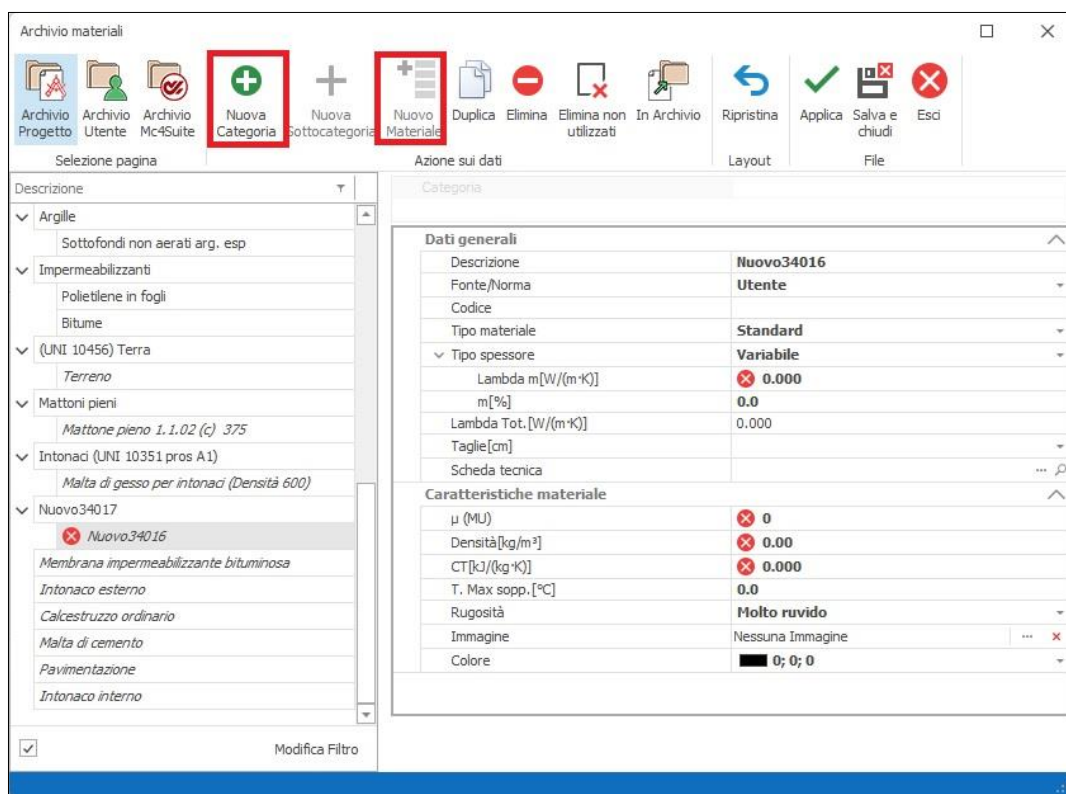 Archivio materiali
Archivio Progetto
Archivio Utente
Archivio Mc4Suite
Nuova Categoria
Nuova Sottocategoria
Nuovo Materiale
Duplica
Elimina
Elimina non utilizzati
In Archivio
Ripristina
Applica
Salva e chiudi
Esci
Selezione pagina
Azione sui dati
Layout
File
Descrizione
Argille
Sottofondi non aerati arg. esp
Impermeabilizzanti
Polietilene in fogli
Bitume
(UNI 10456) Terra
Terreno
Mattoni pieni
Mattone pieno 1.1.02 (c) 375
Intonaci (UNI 10351 pros A1)
Malta di gesso per intonaci (Densità 600)
Nuovo34017
Nuovo34016
Membrana impermeabilizzante bituminosa
Intonaco esterno
Calcestruzzo ordinario
Malta di cemento
Pavimentazione
Intonaco interno
Modifica Filtro
Categoria
Dati generali
Descrizione Nuovo34016
Fonte/Norma Utente
Codice
Tipo materiale Standard
Tipo spessore Variabile
Lambda m[W/(m·K)] 0.000
m[%] 0.0
Lambda Tot.[W/(m·K)] 0.000
Taglie[cm]
Scheda tecnica ...
Caratteristiche materiale
μ (MU) 0
Densità[kg/m³] 0.00
CT[kJ/(kg·K)] 0.000
T. Max sopp.[°C] 0.0
Rugosità Molto ruvido
Immagine Nessuna Immagine ...
Colore 0; 0; 0